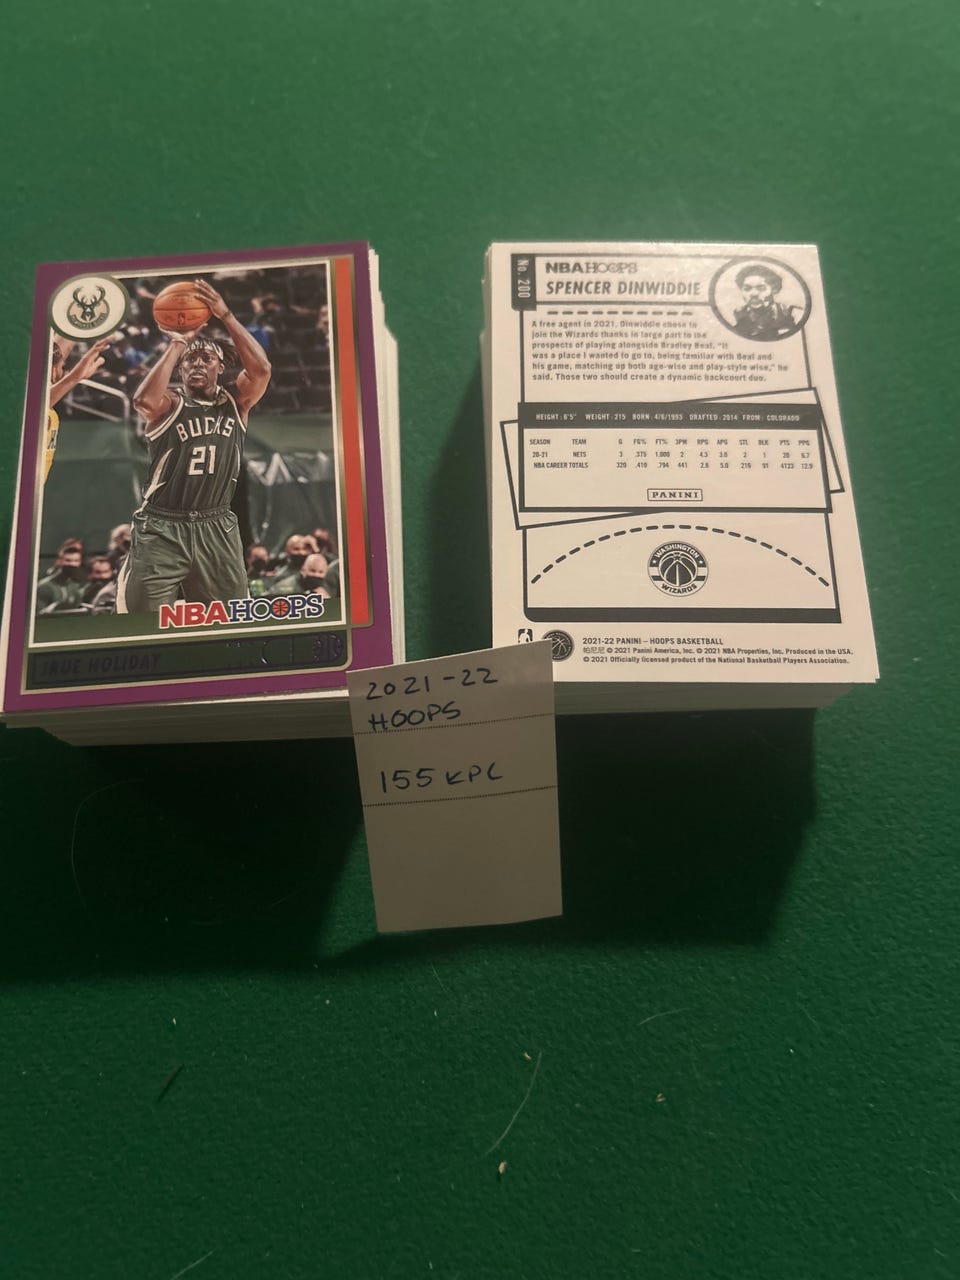 BUCKS
21
NBA HOOPS
JRUE HOLIDAY
No. 200
NBA HOOPS
SPENCER DINWIDDIE
A free agent in 2021, Dinwiddie chose to
join the Wizards thanks in large part to the
prospects of playing alongside Bradley Beal. "It
was a place I wanted to go to, being familiar with Beal and
his game, matching up both age-wise and play-style wise," he
said. Those two should create a dynamic backcourt duo.
HEIGHT: 6'5" WEIGHT: 215 BORN: 4/6/1993 DRAFTED: 2014 FROM: COLORADO
SEASON TEAM G FG% FT% 3PM RPG APG STL BLK PTS PPG
20-21 NETS 3 .375 1.000 2 4.3 3.0 2 1 20 6.7
NBA CAREER TOTALS 320 .410 .794 441 2.8 5.0 219 91 4123 12.9
PANINI
WASHINGTON
WIZARDS
2021-22 PANINI – HOOPS BASKETBALL
帕尼尼 © 2021 Panini America, Inc. © 2021 NBA Properties, Inc. Produced in the USA.
© 2021 Officially licensed product of the National Basketball Players Association.
2021-22
HOOPS
155 KPC